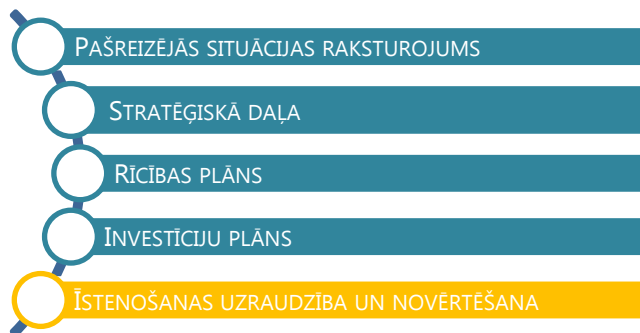 PAŠREIZĒJĀS SITUĀCIJAS RAKSTUROJUMS
STRATĒĢISKĀ DAĻA
RĪCĪBAS PLĀNS
INVESTĪCIJU PLĀNS
ĪSTENOŠANAS UZRAUDZĪBA UN NOVĒRTĒŠANA